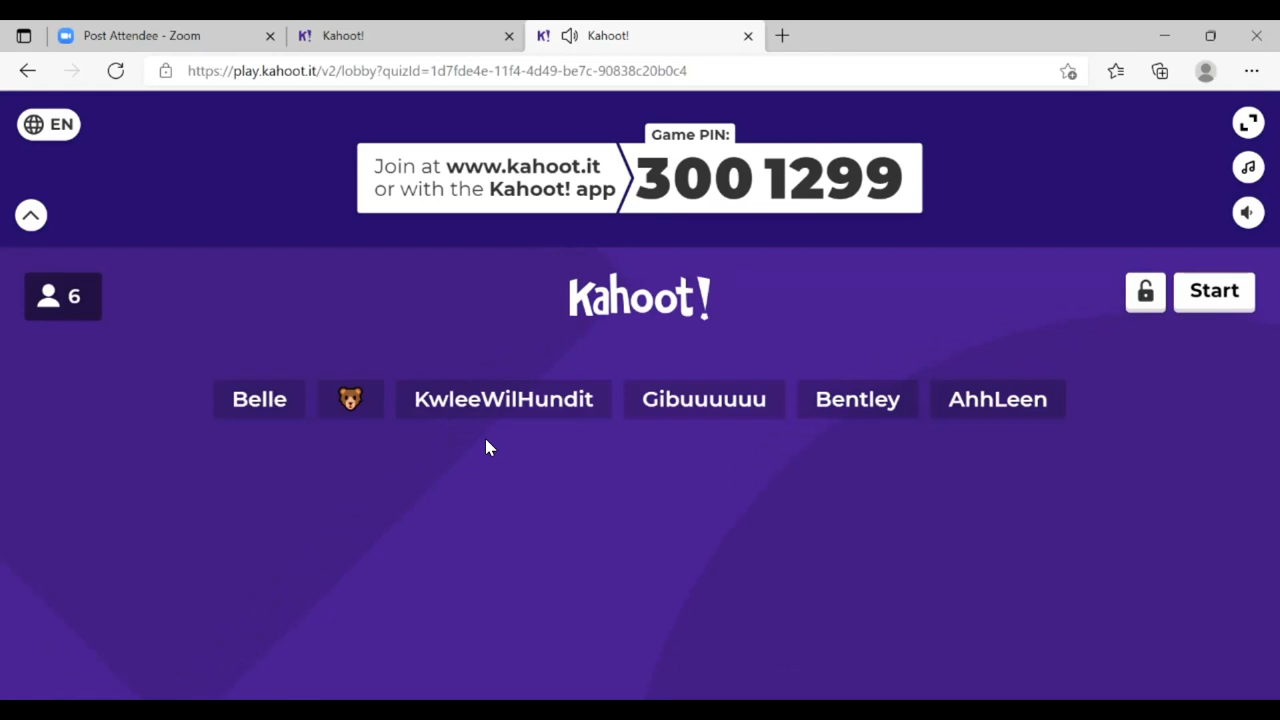 Post Attendee - Zoom
K! Kahoot!
K! Kahoot!
https://play.kahoot.it/v2/lobby?quizId=1d7fde4e-11f4-4d49-be7c-90838c20b0c4
EN
Game PIN:
Join at www.kahoot.it
or with the Kahoot! app
300 1299
6
Kahoot!
Start
Belle
KwleeWilHundit
Gibuuuuuu
Bentley
AhhLeen